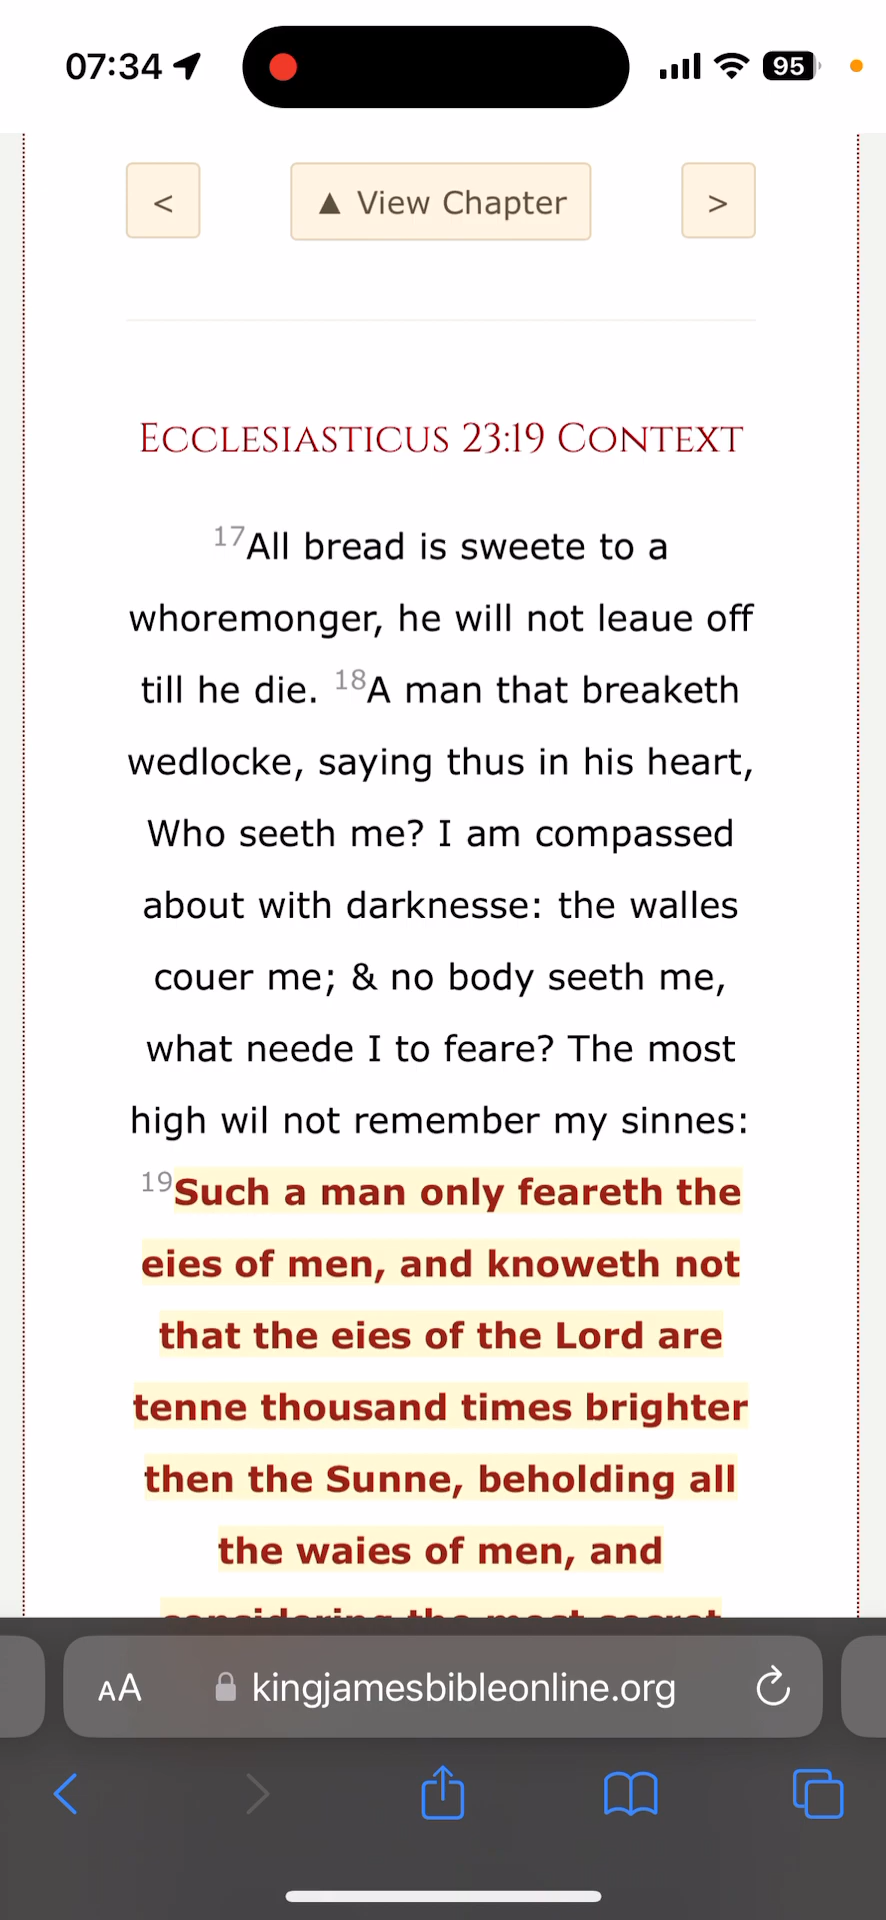 07:34 95
< ▲ View Chapter >
Ecclesiasticus 23:19 Context
17All bread is sweete to a
whoremonger, he will not leaue off
till he die. 18A man that breaketh
wedlocke, saying thus in his heart,
Who seeth me? I am compassed
about with darknesse: the walles
couer me; & no body seeth me,
what neede I to feare? The most
high wil not remember my sinnes:
19Such a man only feareth the
eies of men, and knoweth not
that the eies of the Lord are
tenne thousand times brighter
then the Sunne, beholding all
the waies of men, and
considering the most secret
AA kingjamesbibleonline.org